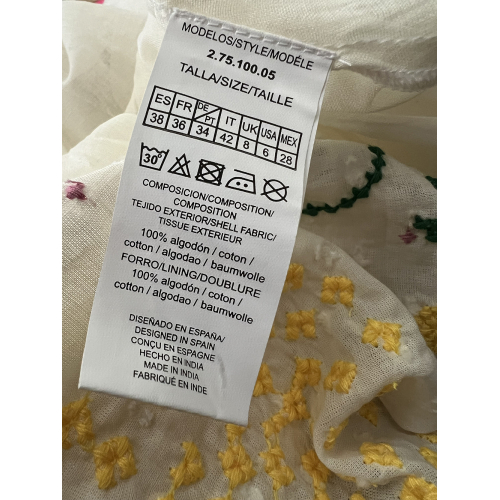 MODELOS/STYLE/MODÉLE
2.75.100.05
TALLA/SIZE/TAILLE
ES FR DE/PT IT UK USA MEX
38 36 34 42 8 6 28
30°
COMPOSICION/COMPOSITION/
COMPOSITION
TEJIDO EXTERIOR/SHELL FABRIC/
TISSUE EXTERIEUR
100% algodón / coton /
cotton / algodao / baumwolle
FORRO/LINING/DOUBLURE
100% algodón / coton /
cotton / algodao / baumwolle
DISEÑADO EN ESPAÑA/
DESIGNED IN SPAIN
CONÇU EN ESPAGNE
HECHO EN INDIA
MADE IN INDIA
FABRIQUÉ EN INDE